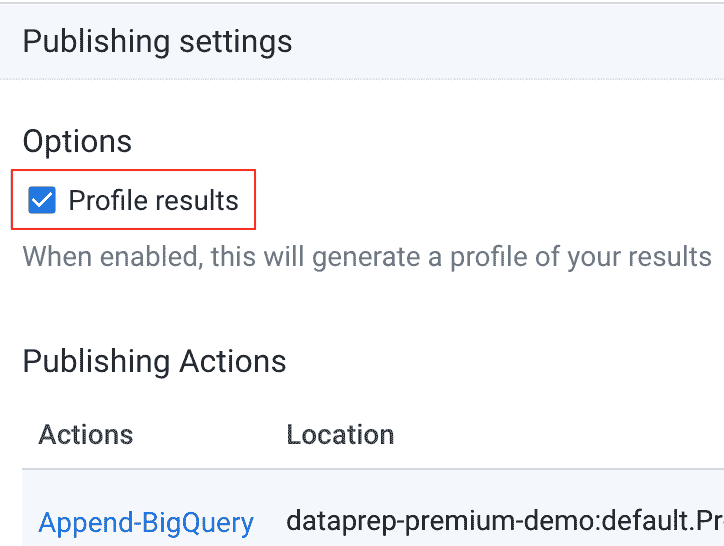 Publishing settings
Options
Profile results
When enabled, this will generate a profile of your results
Publishing Actions
Actions Location
Append-BigQuery dataprep-premium-demo:default.Pr